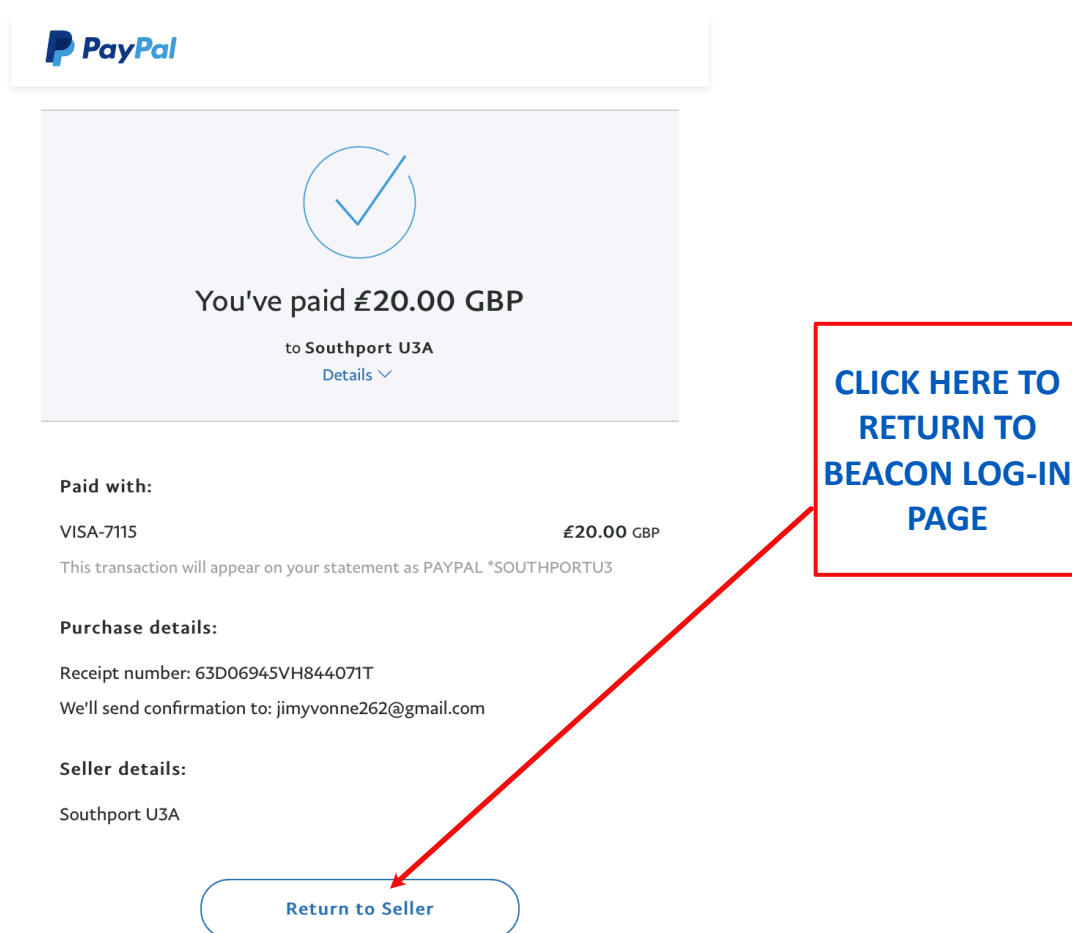 PayPal
You've paid £20.00 GBP
to Southport U3A
Details
CLICK HERE TO
RETURN TO
BEACON LOG-IN
PAGE
Paid with:
VISA-7115 £20.00 GBP
This transaction will appear on your statement as PAYPAL *SOUTHPORTU3
Purchase details:
Receipt number: 63D06945VH844071T
We'll send confirmation to: jimyvonne262@gmail.com
Seller details:
Southport U3A
Return to Seller